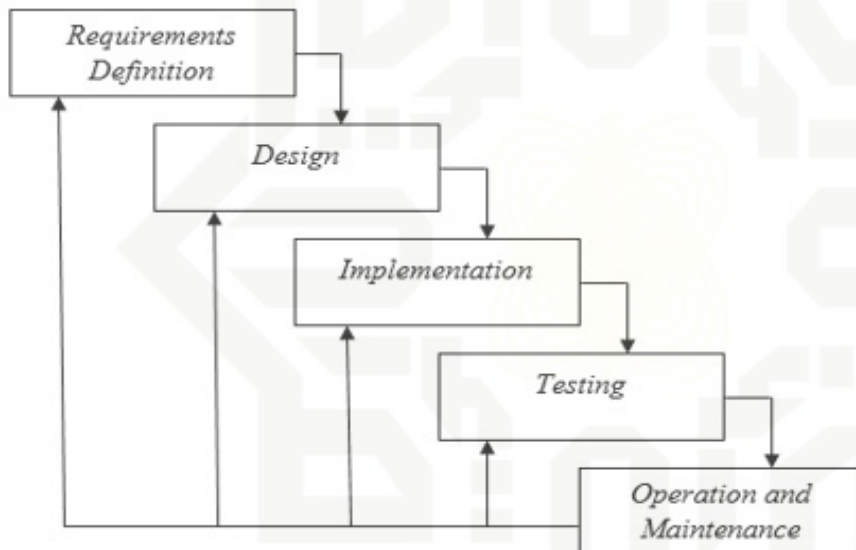 Requirements
Definition
Design
Implementation
Testing
Operation and
Maintenance